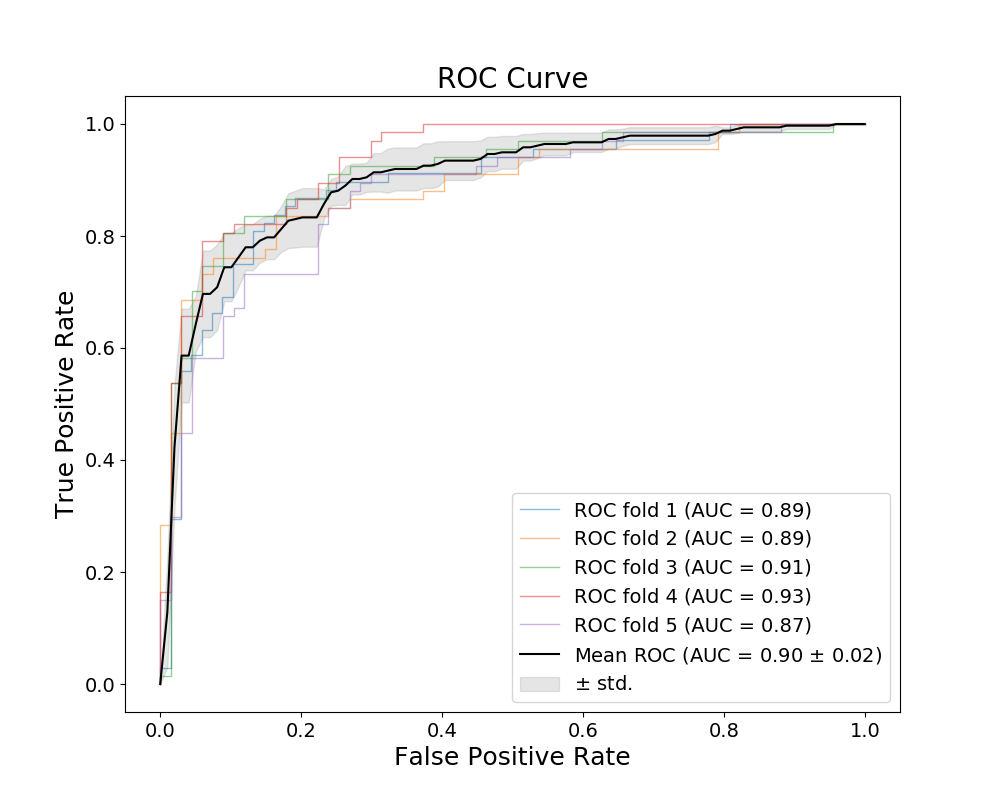 ROC Curve
True Positive Rate
1.0
0.8
0.6
0.4
0.2
0.0
ROC fold 1 (AUC = 0.89)
ROC fold 2 (AUC = 0.89)
ROC fold 3 (AUC = 0.91)
ROC fold 4 (AUC = 0.93)
ROC fold 5 (AUC = 0.87)
Mean ROC (AUC = 0.90 ± 0.02)
± std.
0.0 0.2 0.4 0.6 0.8 1.0
False Positive Rate